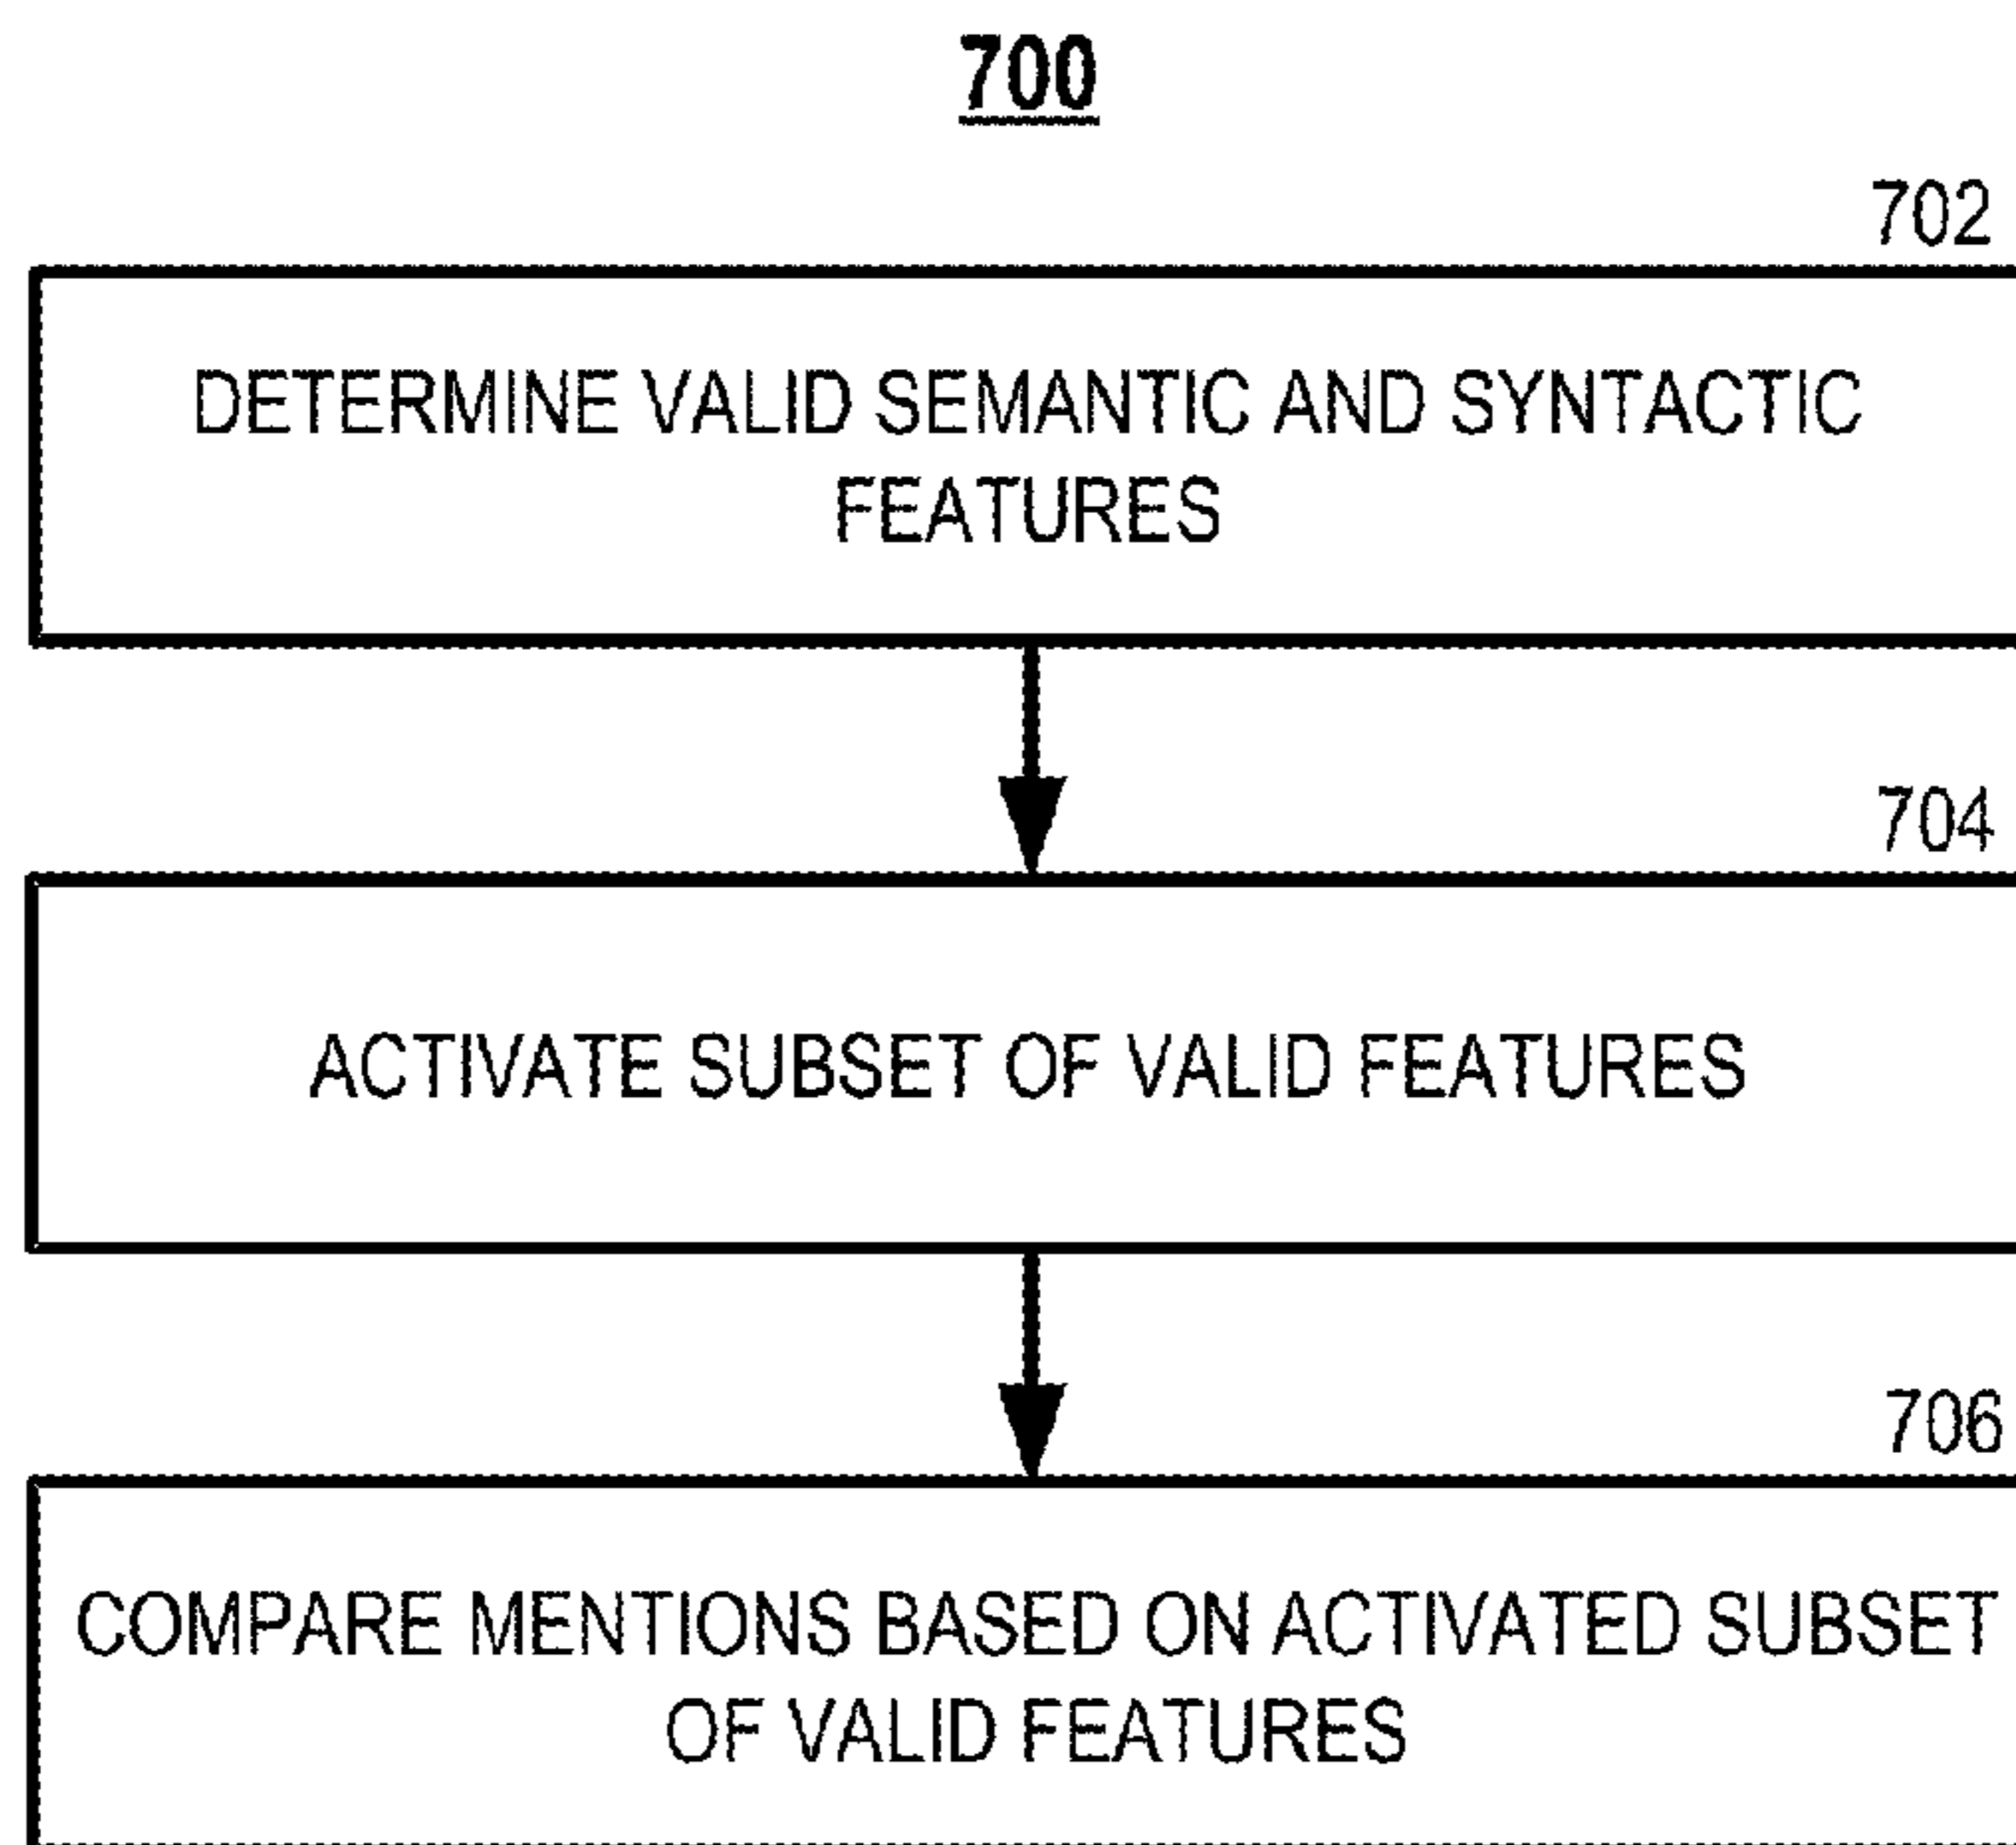 700
702
DETERMINE VALID SEMANTIC AND SYNTACTIC
FEATURES
704
ACTIVATE SUBSET OF VALID FEATURES
706
COMPARE MENTIONS BASED ON ACTIVATED SUBSET
OF VALID FEATURES